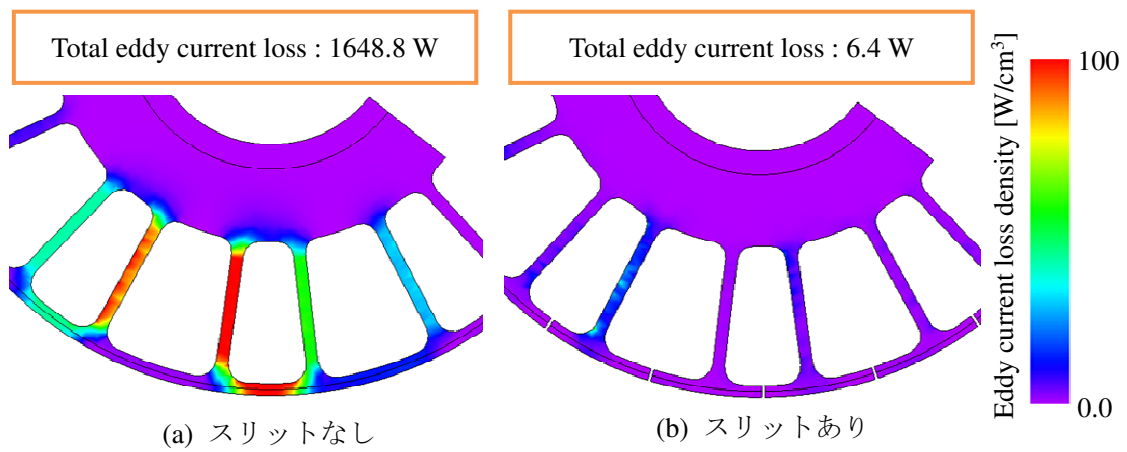 Total eddy current loss : 1648.8 W
Total eddy current loss : 6.4 W
Eddy current loss density [W/cm³]
100
0.0
(a) スリットなし
(b) スリットあり